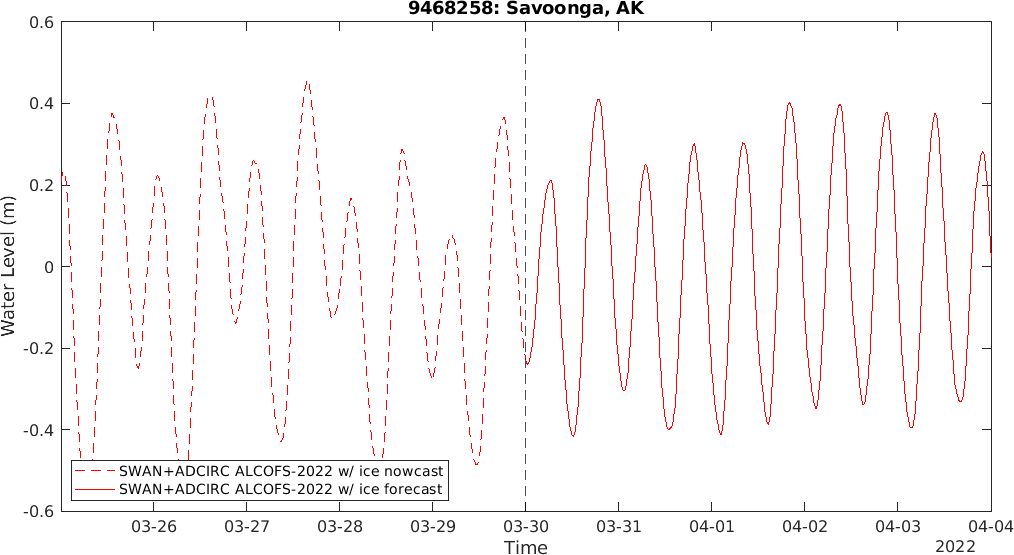 9468258: Savoonga, AK
0.6
0.4
0.2
0
-0.2
-0.4
-0.6
Water Level (m)
SWAN+ADCIRC ALCOFS-2022 w/ ice nowcast
SWAN+ADCIRC ALCOFS-2022 w/ ice forecast
03-26 03-27 03-28 03-29 03-30 03-31 04-01 04-02 04-03 04-04
Time
2022